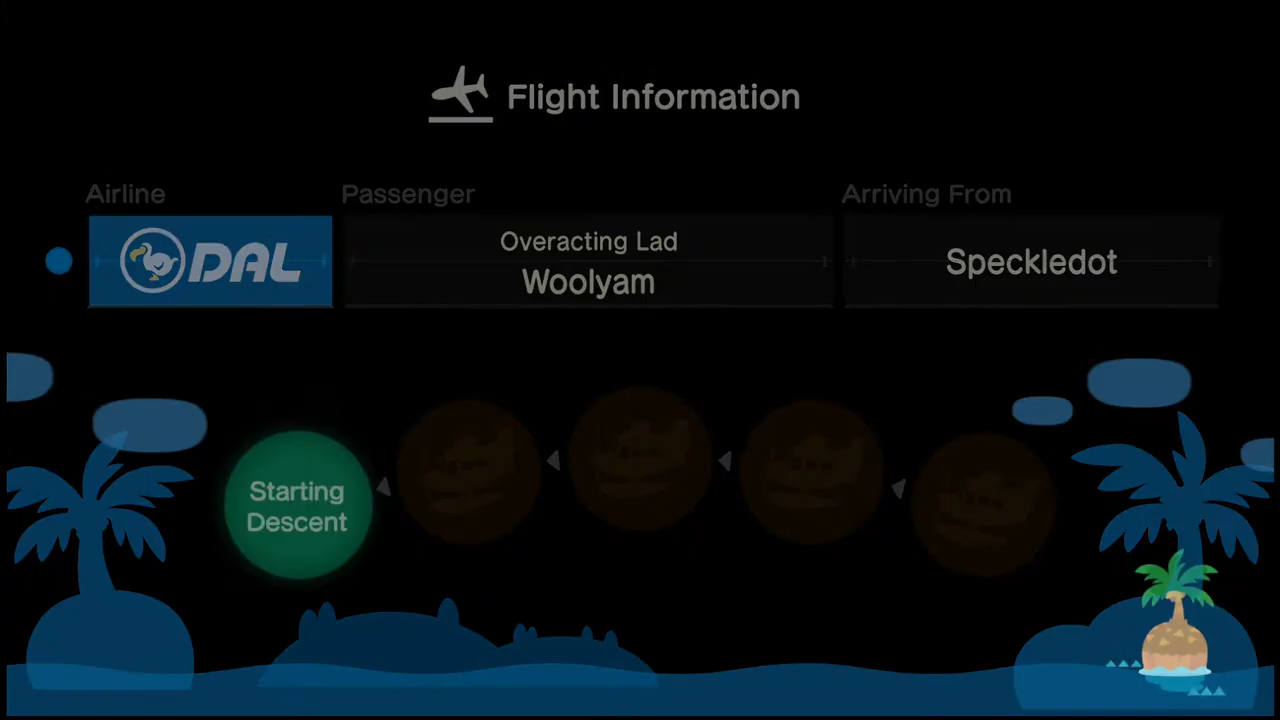 Flight Information
Airline
Passenger
Arriving From
DAL
Overacting Lad
Woolyam
Speckledot
Starting
Descent